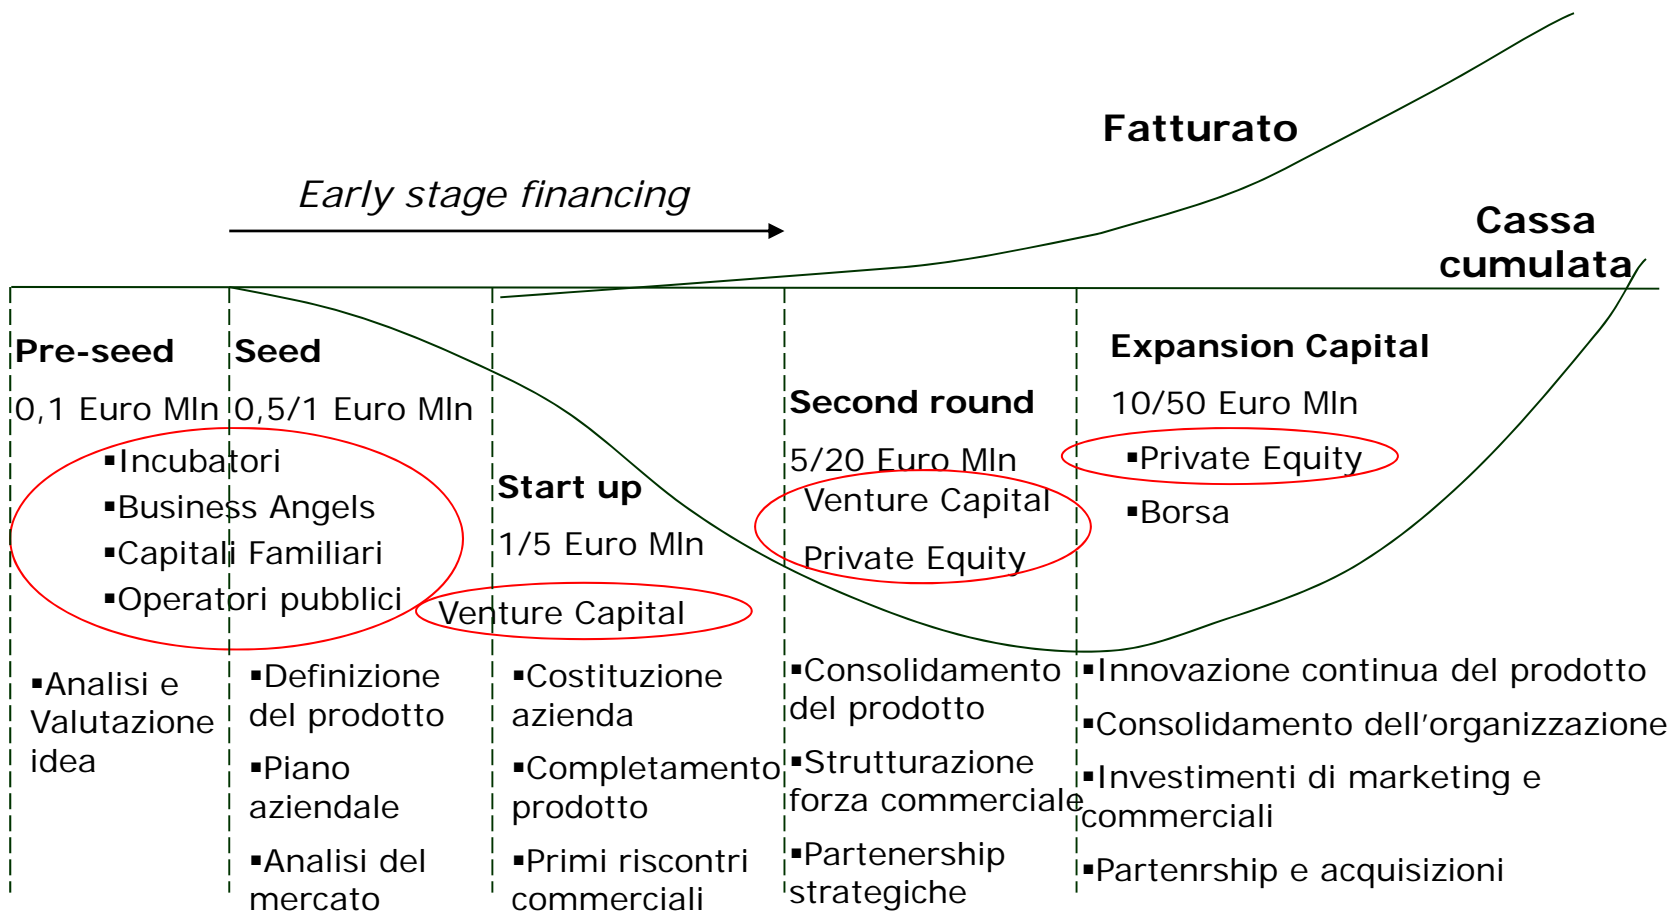 Fatturato
Early stage financing
Cassa
cumulata
Pre-seed
0,1 Euro Mln
Seed
0,5/1 Euro Mln
▪Incubatori
▪Business Angels
▪Capitali Familiari
▪Operatori pubblici
Start up
1/5 Euro Mln
Venture Capital
Second round
5/20 Euro Mln
Venture Capital
Private Equity
Expansion Capital
10/50 Euro Mln
▪Private Equity
▪Borsa
▪Analisi e
Valutazione
idea
▪Definizione
del prodotto
▪Piano
aziendale
▪Analisi del
mercato
▪Costituzione
azienda
▪Completamento
prodotto
▪Primi riscontri
commerciali
▪Consolidamento
del prodotto
▪Strutturazione
forza commerciale
▪Partenership
strategiche
▪Innovazione continua del prodotto
▪Consolidamento dell'organizzazione
▪Investimenti di marketing e
commerciali
▪Partenrship e acquisizioni